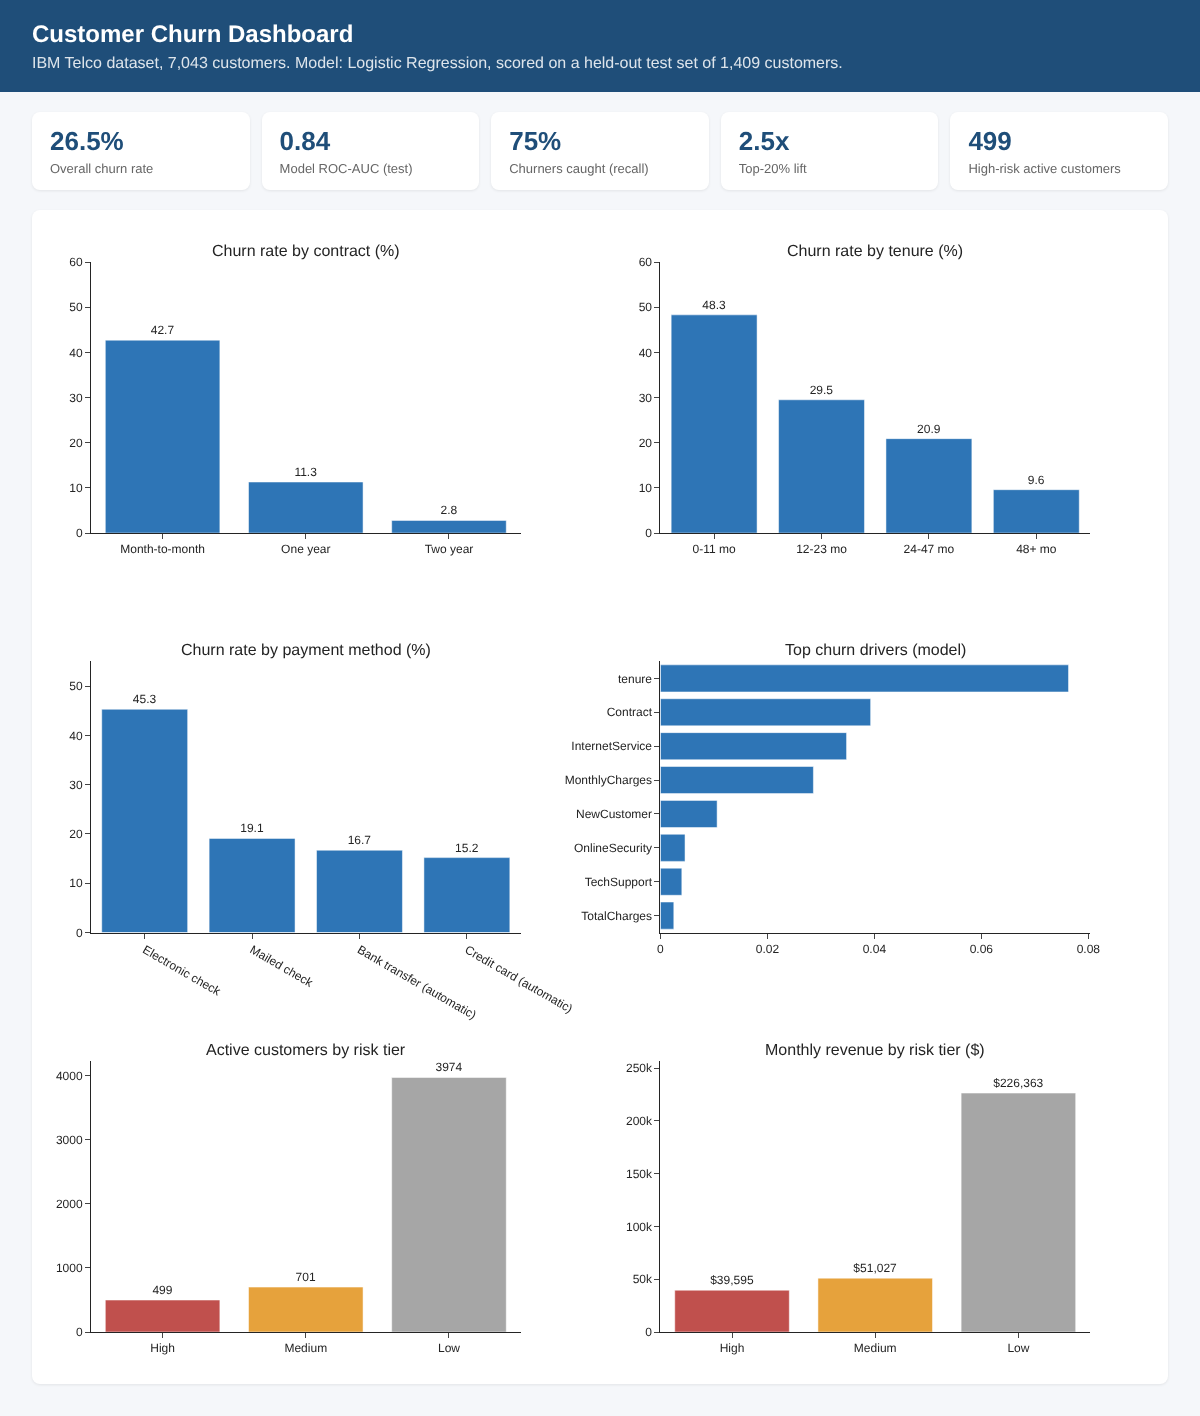 Customer Churn Dashboard
IBM Telco dataset, 7,043 customers. Model: Logistic Regression, scored on a held-out test set of 1,409 customers.
26.5%
Overall churn rate
0.84
Model ROC-AUC (test)
75%
Churners caught (recall)
2.5x
Top-20% lift
499
High-risk active customers
Churn rate by contract (%)
60
50
40
30
20
10
0
42.7
11.3
2.8
Month-to-month
One year
Two year
Churn rate by tenure (%)
60
50
40
30
20
10
0
48.3
29.5
20.9
9.6
0-11 mo
12-23 mo
24-47 mo
48+ mo
Churn rate by payment method (%)
50
40
30
20
10
0
45.3
19.1
16.7
15.2
Electronic check
Mailed check
Bank transfer (automatic)
Credit card (automatic)
Top churn drivers (model)
tenure
Contract
InternetService
MonthlyCharges
NewCustomer
OnlineSecurity
TechSupport
TotalCharges
0
0.02
0.04
0.06
0.08
Active customers by risk tier
4000
3000
2000
1000
0
499
701
3974
High
Medium
Low
Monthly revenue by risk tier ($)
250k
200k
150k
100k
50k
0
$39,595
$51,027
$226,363
High
Medium
Low